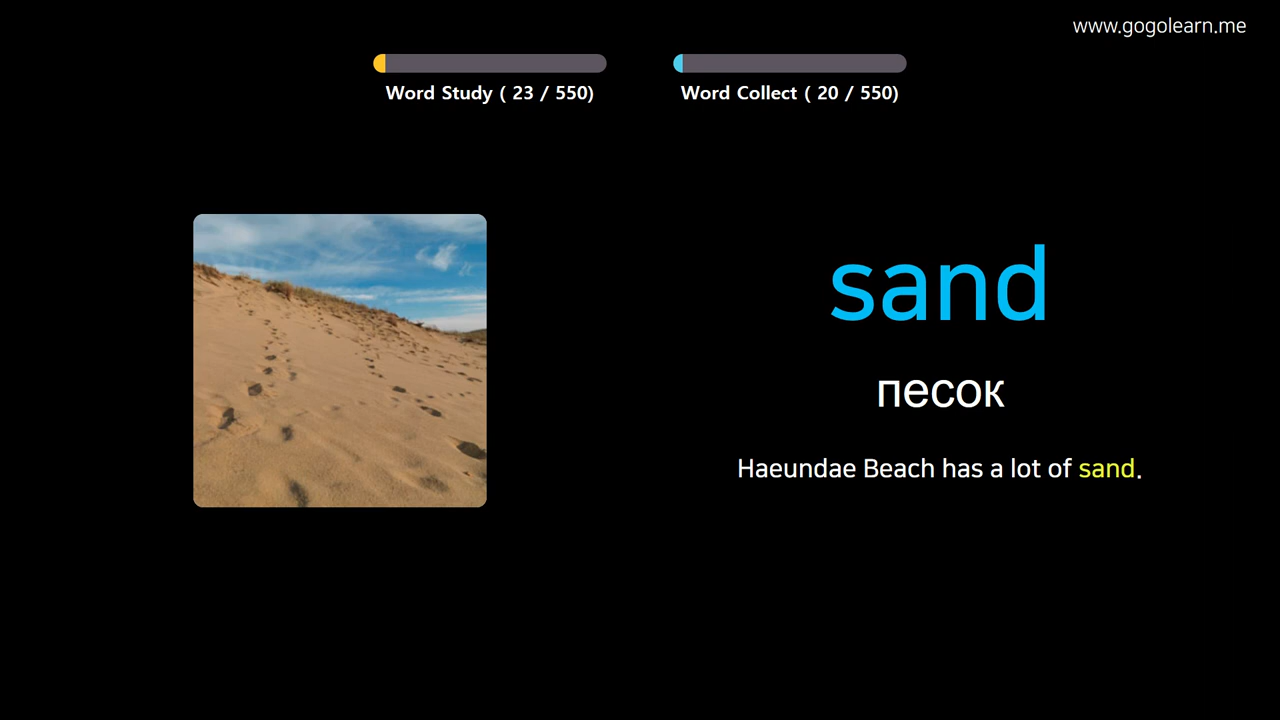 www.gogolearn.me
Word Study ( 23 / 550)
Word Collect ( 20 / 550)
sand
песок
Haeundae Beach has a lot of sand.